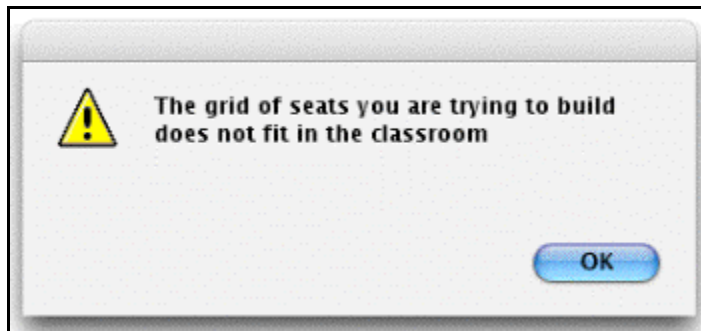 The grid of seats you are trying to build
does not fit in the classroom
OK